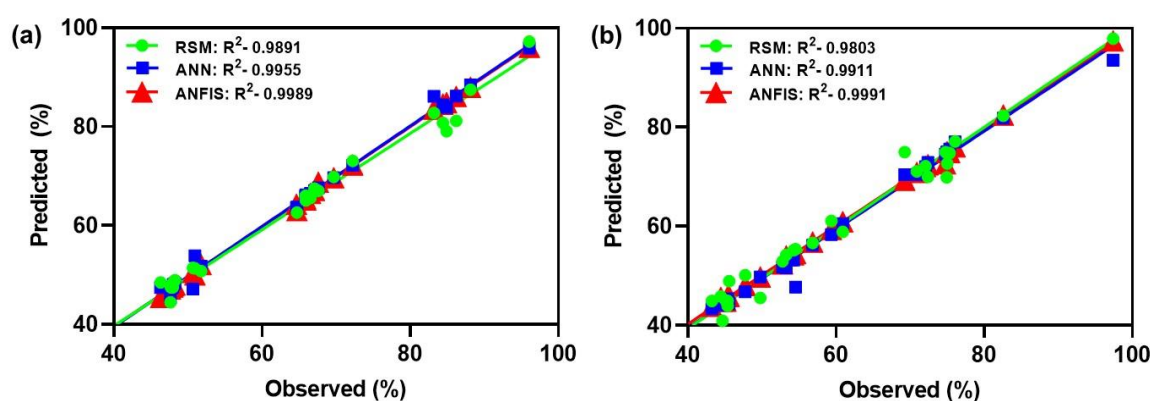 (a)
100
80
60
40
40 60 80 100
Predicted (%)
Observed (%)
RSM: R²- 0.9891
ANN: R²- 0.9955
ANFIS: R²- 0.9989
(b)
100
80
60
40
40 60 80 100
Predicted (%)
Observed (%)
RSM: R²- 0.9803
ANN: R²- 0.9911
ANFIS: R²- 0.9991